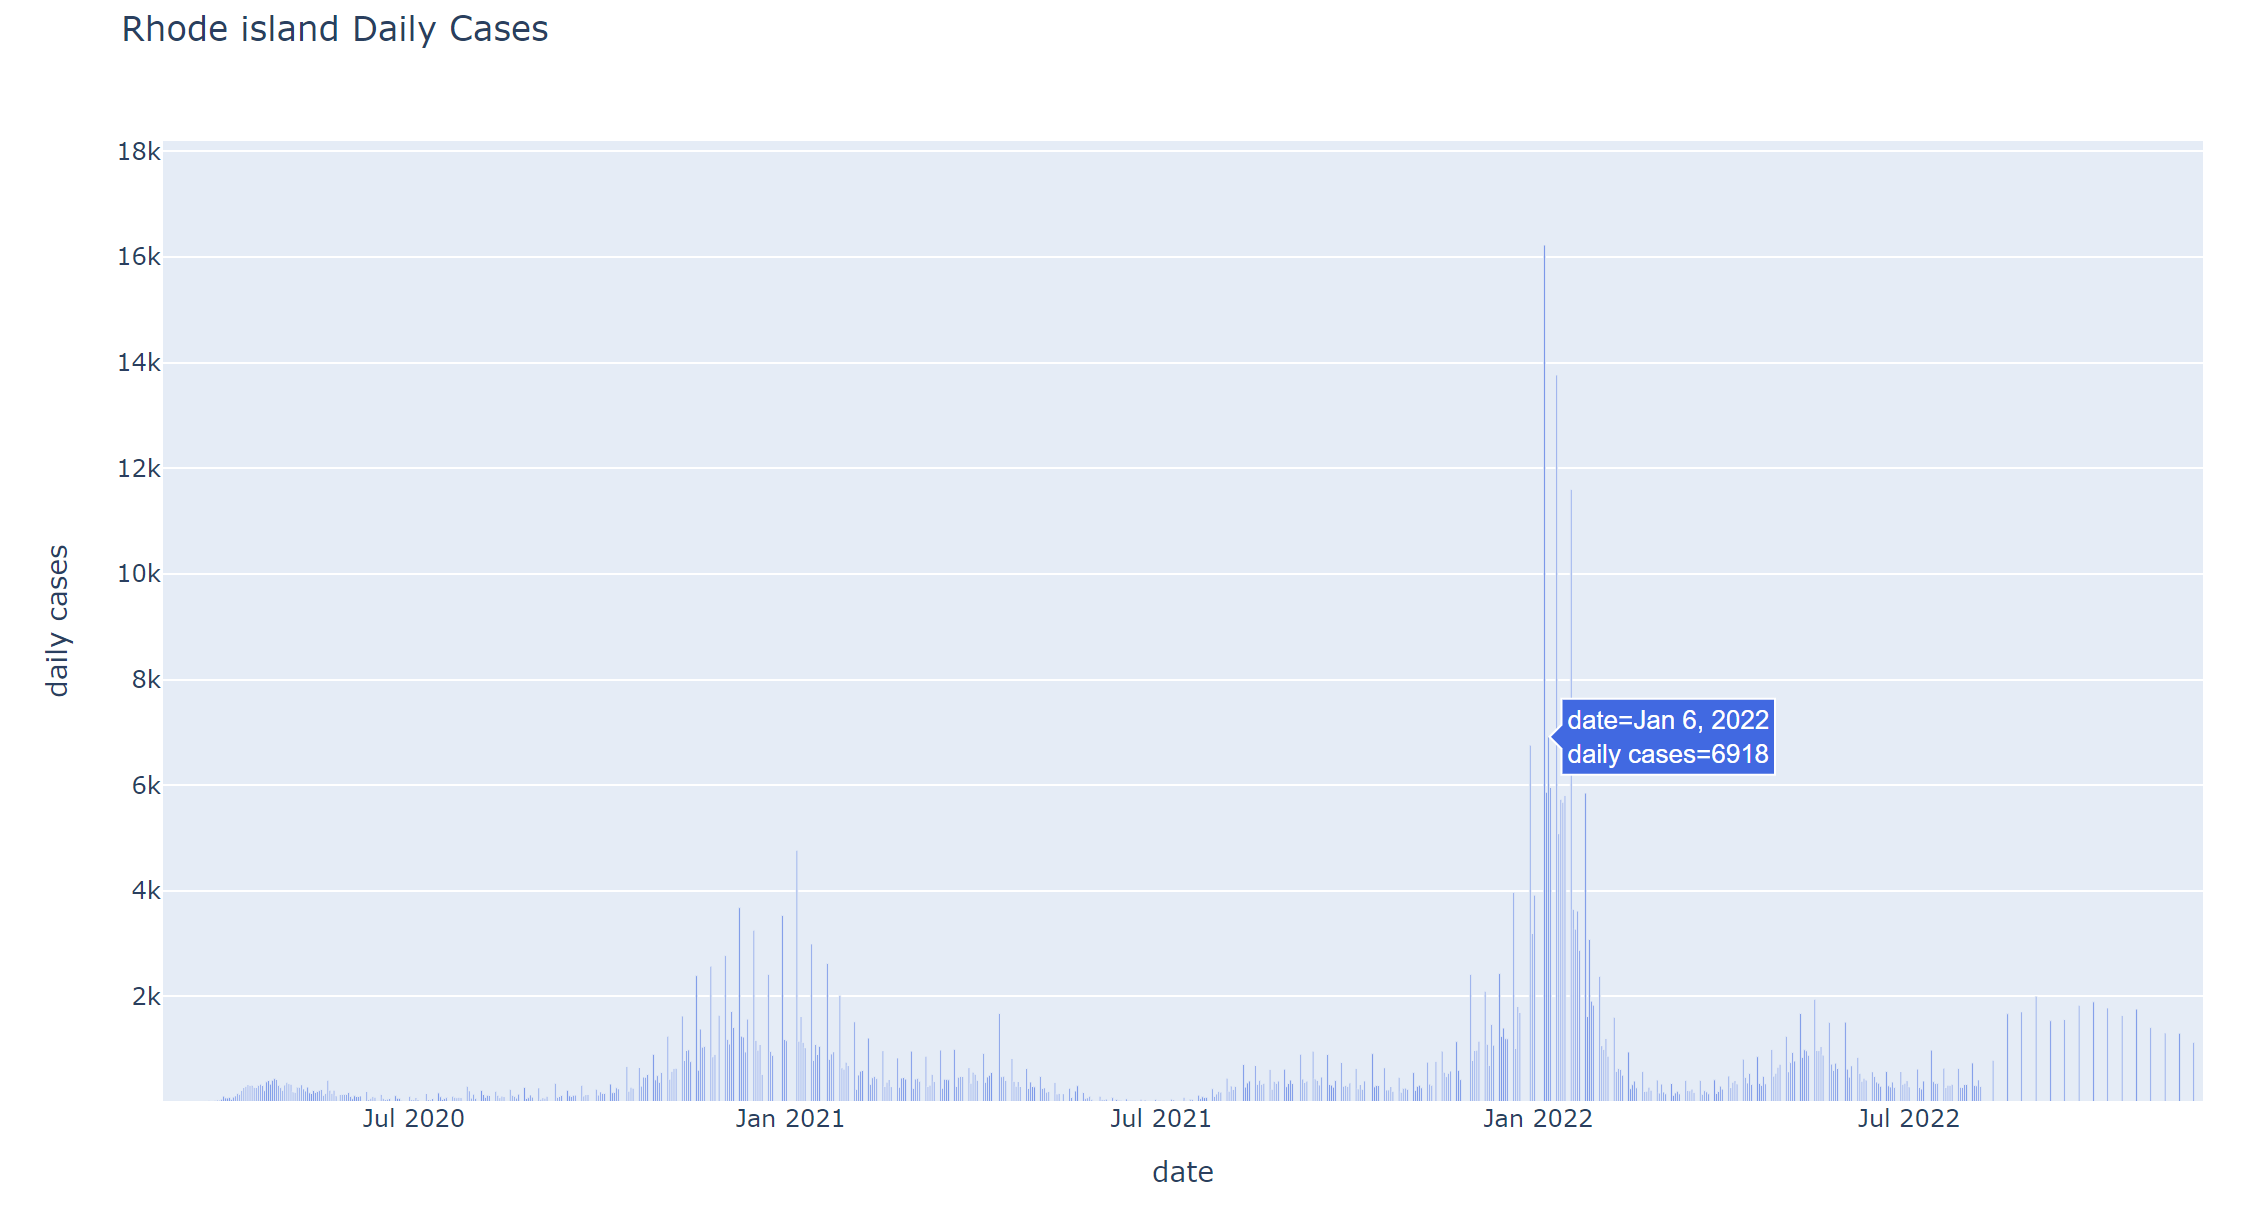 Rhode island Daily Cases
18k
16k
14k
12k
10k
8k
6k
4k
2k
daily cases
date=Jan 6, 2022
daily cases=6918
Jul 2020
Jan 2021
Jul 2021
Jan 2022
Jul 2022
date